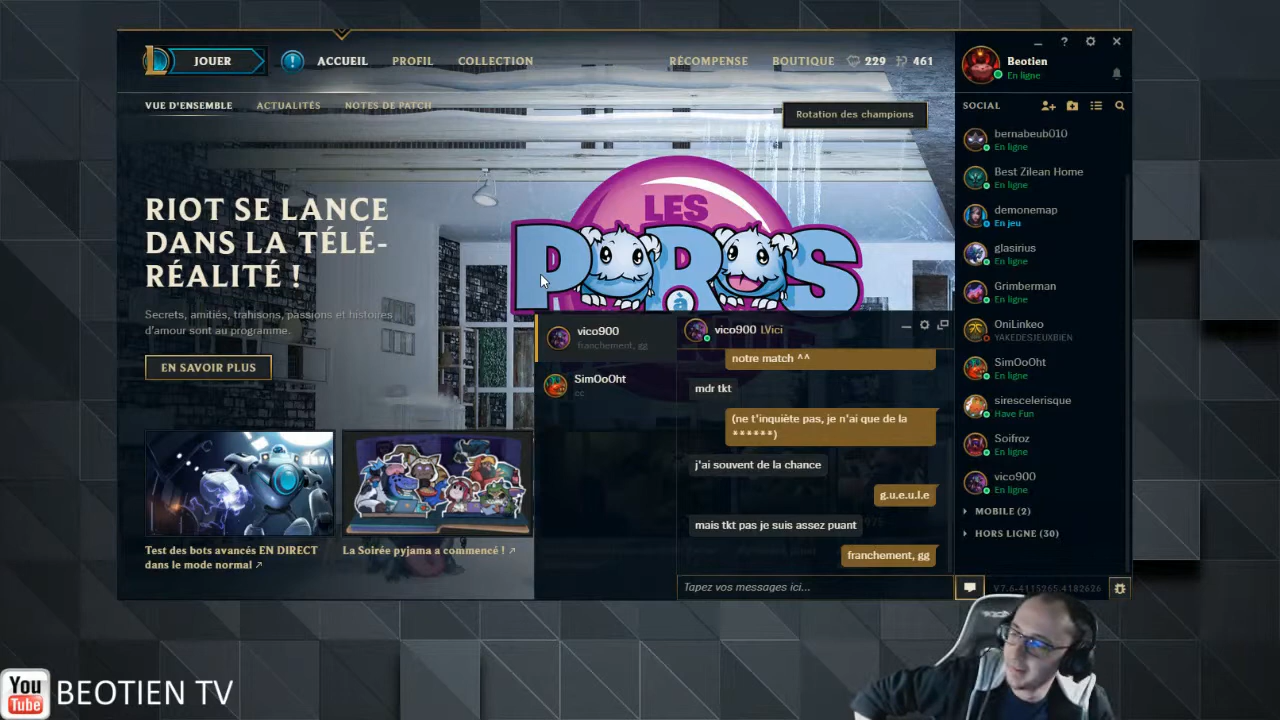 JOUER
ACCUEIL
PROFIL
COLLECTION
RÉCOMPENSE
BOUTIQUE
229
461
VUE D'ENSEMBLE
ACTUALITÉS
NOTES DE PATCH
Rotation des champions
RIOT SE LANCE
DANS LA TÉLÉ-
RÉALITÉ !
Secrets, amitiés, trahisons, passions et histoires
d'amour sont au programme.
EN SAVOIR PLUS
LES
POROS
à
Test des bots avancés EN DIRECT
dans le mode normal
La Soirée pyjama a commencé !
vico900
franchement, gg
SimOoOht
cc
vico900 LVici
notre match ^^
mdr tkt
(ne t'inquiète pas, je n'ai que de la
******)
j'ai souvent de la chance
g.u.e.u.l.e
mais tkt pas je suis assez puant
franchement, gg
Tapez vos messages ici...
Beotien
En ligne
SOCIAL
bernabeub010
En ligne
Best Zilean Home
En ligne
demonemap
En jeu
glasirius
En ligne
Grimberman
En ligne
OniLinkeo
YAKEDESJEUXBIEN
SimOoOht
En ligne
sirescelerisque
Have Fun
Soifroz
En ligne
vico900
En ligne
MOBILE (2)
HORS LIGNE (30)
V7.6-4115265.4182626
You
Tube
BEOTIEN TV